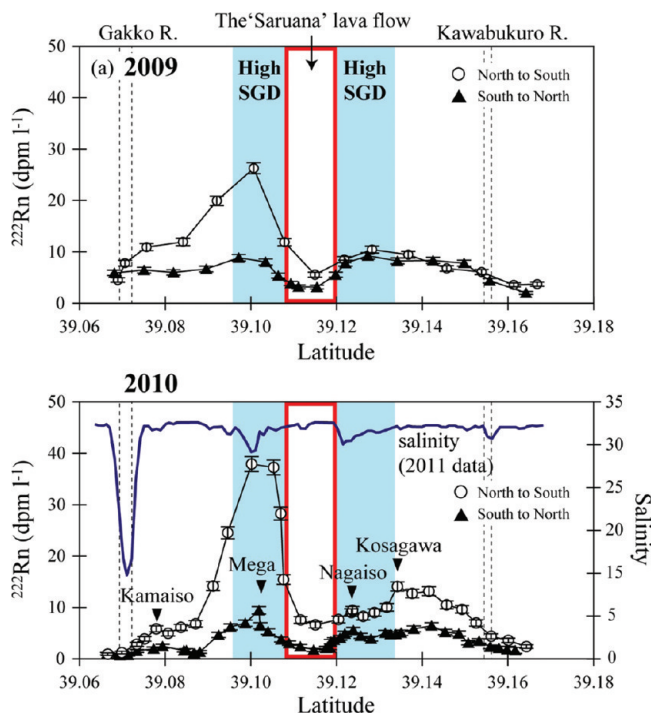 The‘Saruana’ lava flow
Gakko R.
Kawabukuro R.
(a) 2009
High SGD
High SGD
North to South
South to North
50
40
30
20
10
0
²²²Rn (dpm l⁻¹)
39.06 39.08 39.10 39.12 39.14 39.16 39.18
Latitude
2010
salinity
(2011 data)
North to South
South to North
Kosagawa
Mega
Nagaiso
Kamaiso
50
40
30
20
10
0
²²²Rn (dpm l⁻¹)
35
30
25
20
15
10
5
0
Salinity
39.06 39.08 39.10 39.12 39.14 39.16 39.18
Latitude